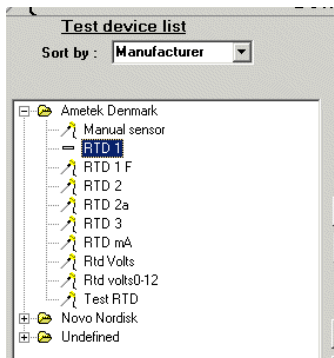 Test device list
Sort by : Manufacturer
Ametek Denmark
Manual sensor
RTD 1
RTD 1 F
RTD 2
RTD 2a
RTD 3
RTD mA
Rtd Volts
Rtd volts0-12
Test RTD
Novo Nordisk
Undefined